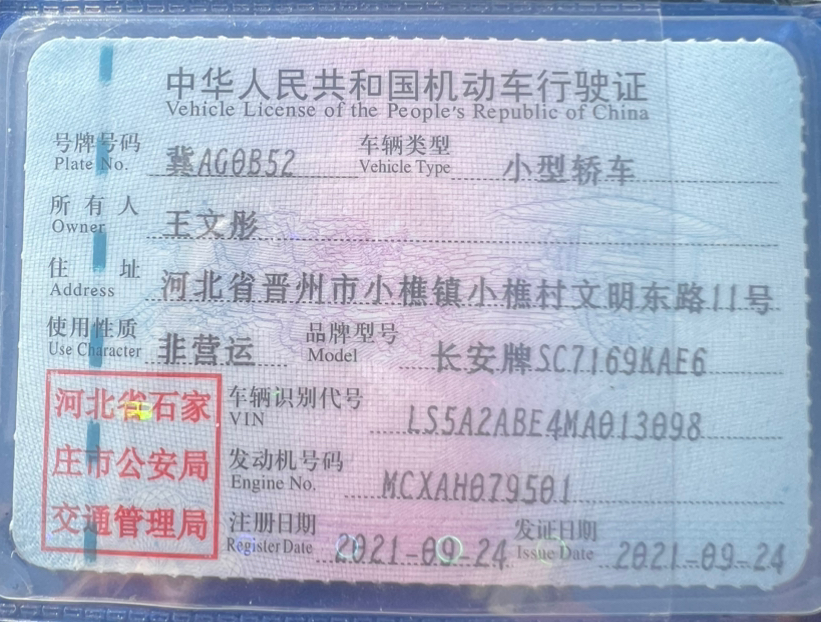 中华人民共和国机动车行驶证
Vehicle License of the People's Republic of China
号牌号码 冀AG0B52 车辆类型 小型轿车
Plate No. Vehicle Type
所有人 王文彤
Owner
住址 河北省晋州市小樵镇小樵村文明东路11号
Address
使用性质 非营运 品牌型号 长安牌SC7169KAE6
Use Character Model
河北省石家
庄市公安局
交通管理局
车辆识别代号 LS5A2ABE4MA013098
VIN
发动机号码 MCXAH079501
Engine No.
注册日期 2021-09-24 发证日期 2021-09-24
Register Date Issue Date